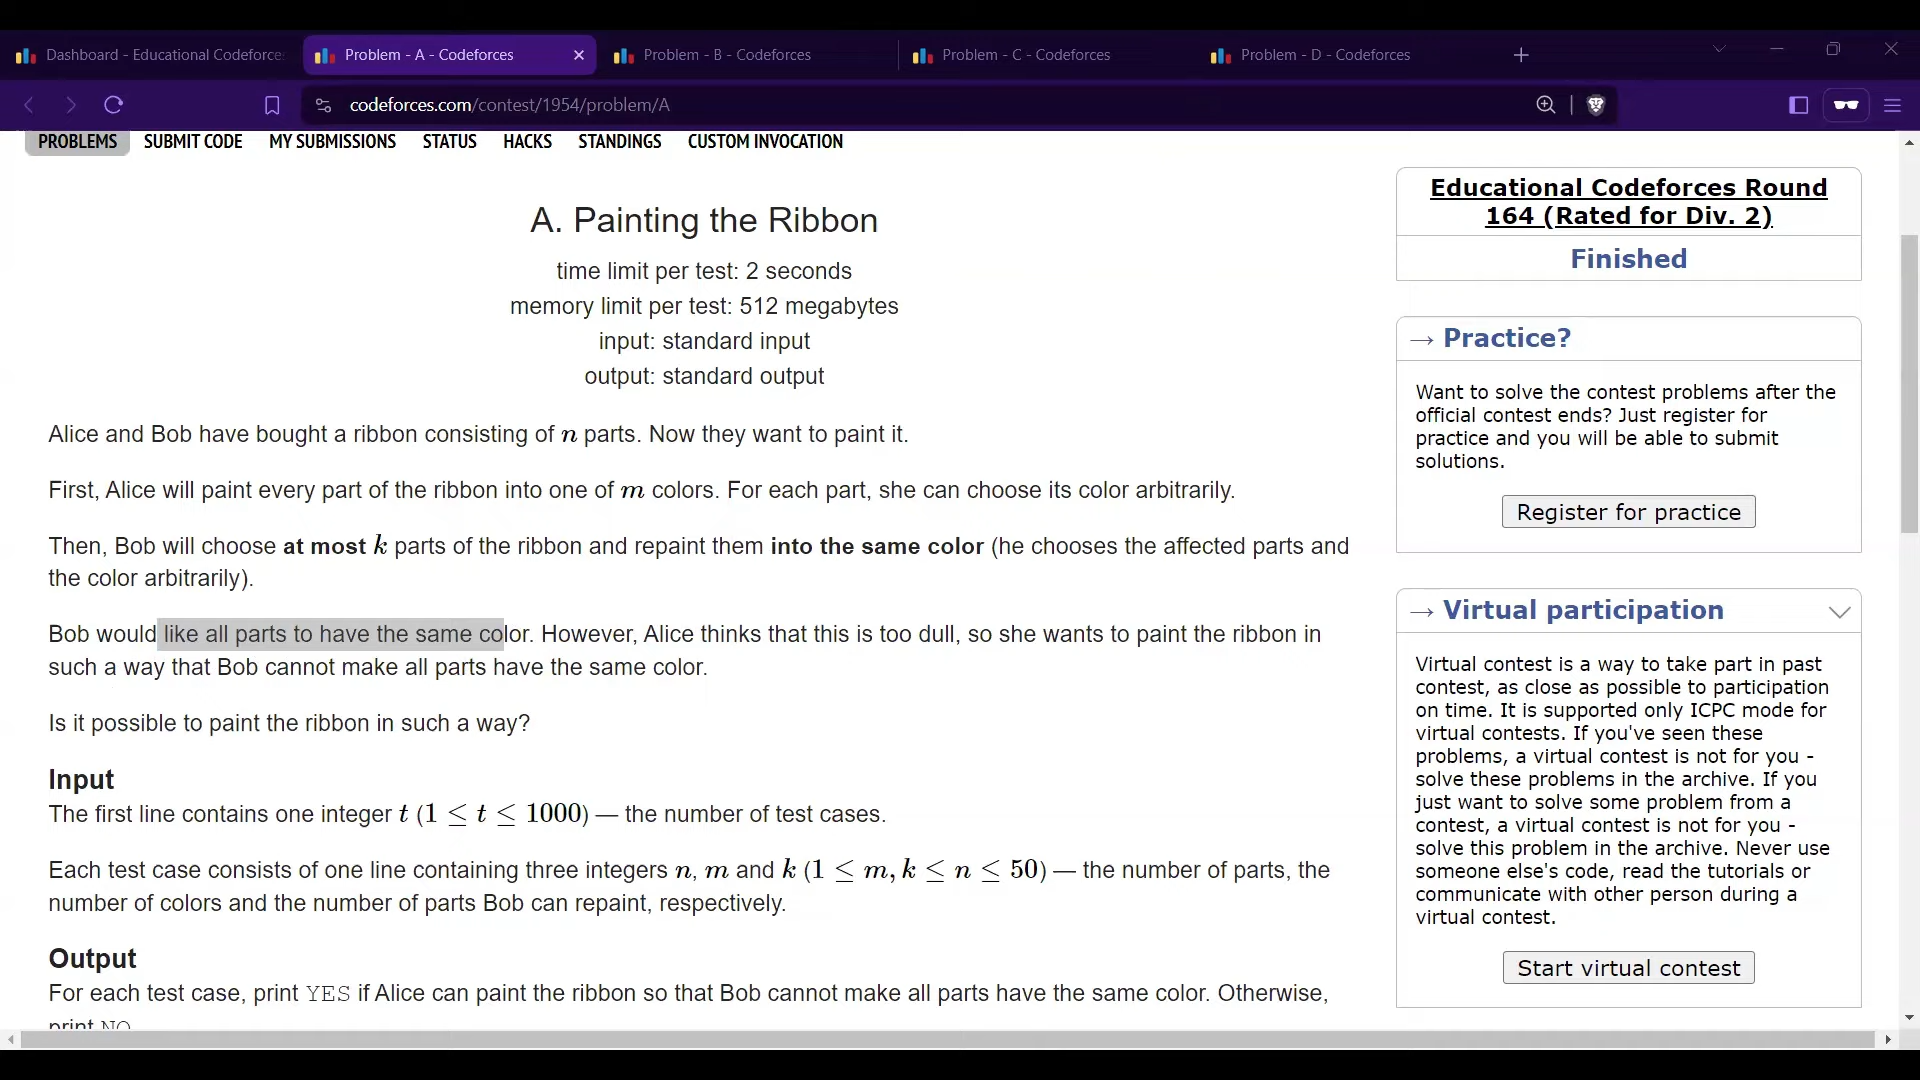 Dashboard - Educational Codeforce
Problem - A - Codeforces
Problem - B - Codeforces
Problem - C - Codeforces
Problem - D - Codeforces
codeforces.com/contest/1954/problem/A
PROBLEMS SUBMIT CODE MY SUBMISSIONS STATUS HACKS STANDINGS CUSTOM INVOCATION
A. Painting the Ribbon
time limit per test: 2 seconds
memory limit per test: 512 megabytes
input: standard input
output: standard output
Alice and Bob have bought a ribbon consisting of n parts. Now they want to paint it.
First, Alice will paint every part of the ribbon into one of m colors. For each part, she can choose its color arbitrarily.
Then, Bob will choose at most k parts of the ribbon and repaint them into the same color (he chooses the affected parts and
the color arbitrarily).
Bob would like all parts to have the same color. However, Alice thinks that this is too dull, so she wants to paint the ribbon in
such a way that Bob cannot make all parts have the same color.
Is it possible to paint the ribbon in such a way?
Input
The first line contains one integer t (1 ≤ t ≤ 1000) — the number of test cases.
Each test case consists of one line containing three integers n, m and k (1 ≤ m, k ≤ n ≤ 50) — the number of parts, the
number of colors and the number of parts Bob can repaint, respectively.
Output
For each test case, print YES if Alice can paint the ribbon so that Bob cannot make all parts have the same color. Otherwise,
print NO
Educational Codeforces Round
164 (Rated for Div. 2)
Finished
→ Practice?
Want to solve the contest problems after the
official contest ends? Just register for
practice and you will be able to submit
solutions.
Register for practice
→ Virtual participation
Virtual contest is a way to take part in past
contest, as close as possible to participation
on time. It is supported only ICPC mode for
virtual contests. If you've seen these
problems, a virtual contest is not for you -
solve these problems in the archive. If you
just want to solve some problem from a
contest, a virtual contest is not for you -
solve this problem in the archive. Never use
someone else's code, read the tutorials or
communicate with other person during a
virtual contest.
Start virtual contest